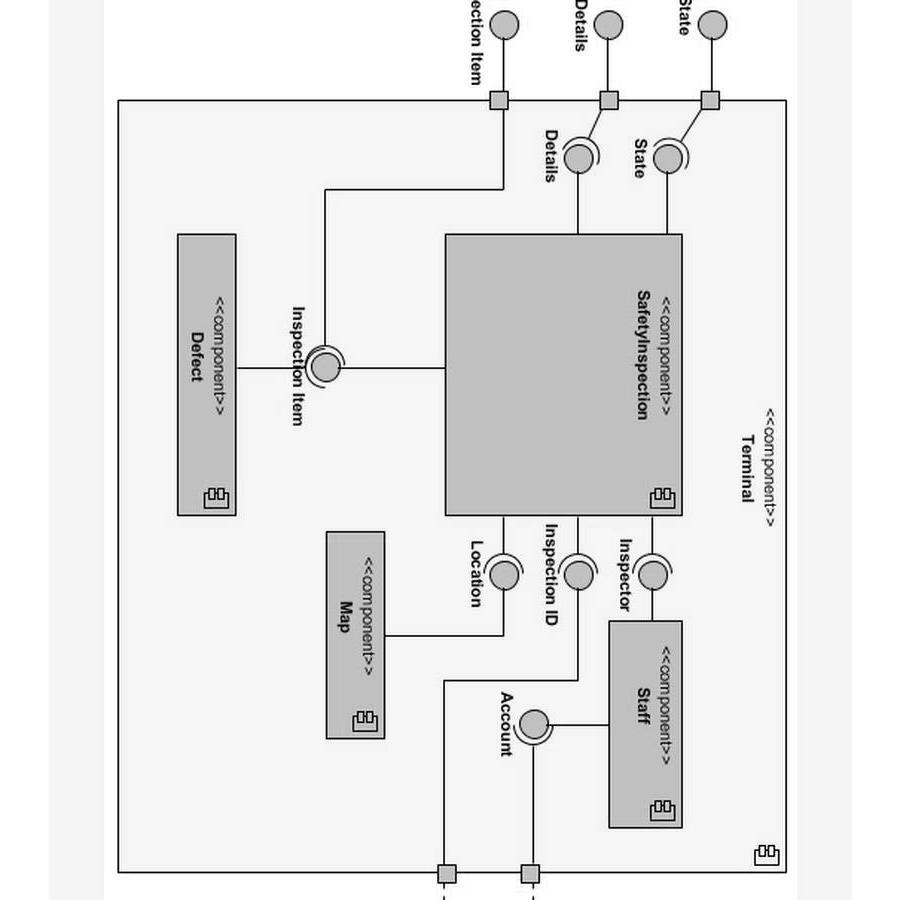 State
Details
ection Item
State
Details
<<component>>
Terminal
<<component>>
SafetyInspection
Inspection Item
<<component>>
Defect
Inspector
Inspection ID
Location
<<component>>
Staff
<<component>>
Map
Account